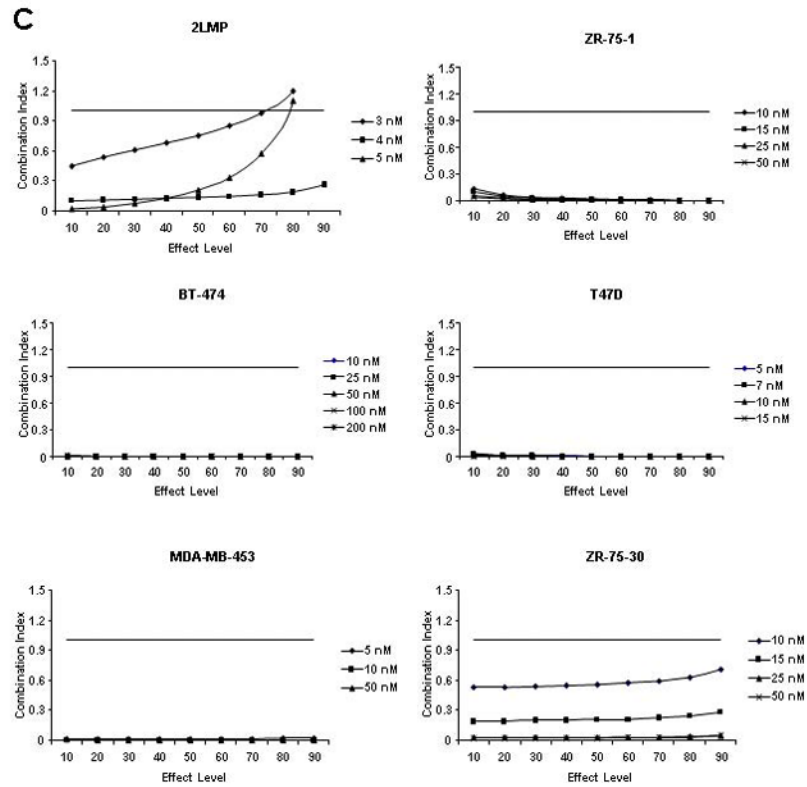 C
2LMP
Combination Index
1.5
1.2
0.9
0.6
0.3
0
10 20 30 40 50 60 70 80 90
Effect Level
3 nM
4 nM
5 nM
ZR-75-1
Combination Index
1.5
1.2
0.9
0.6
0.3
0
10 20 30 40 50 60 70 80 90
Effect Level
10 nM
15 nM
25 nM
50 nM
BT-474
Combination Index
1.5
1.2
0.9
0.6
0.3
0
10 20 30 40 50 60 70 80 90
Effect Level
10 nM
25 nM
50 nM
100 nM
200 nM
T47D
Combination Index
1.5
1.2
0.9
0.6
0.3
0
10 20 30 40 50 60 70 80 90
Effect Level
5 nM
7 nM
10 nM
15 nM
MDA-MB-453
Combination Index
1.5
1.2
0.9
0.6
0.3
0
10 20 30 40 50 60 70 80 90
Effect Level
5 nM
10 nM
50 nM
ZR-75-30
Combination Index
1.5
1.2
0.9
0.6
0.3
0
10 20 30 40 50 60 70 80 90
Effect Level
10 nM
15 nM
25 nM
50 nM